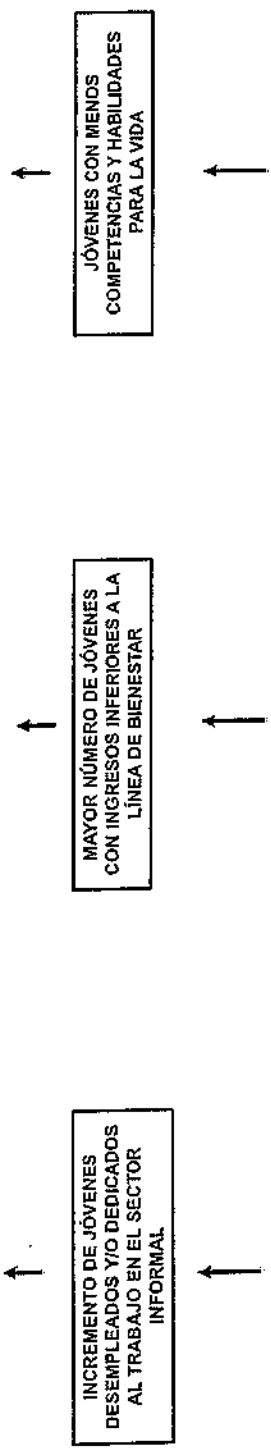 INCREMENTO DE JÓVENES
DESEMPLEADOS Y/O DEDICADOS
AL TRABAJO EN EL SECTOR
INFORMAL
MAYOR NÚMERO DE JÓVENES
CON INGRESOS INFERIORES A LA
LÍNEA DE BIENESTAR
JÓVENES CON MENOS
COMPETENCIAS Y HABILIDADES
PARA LA VIDA